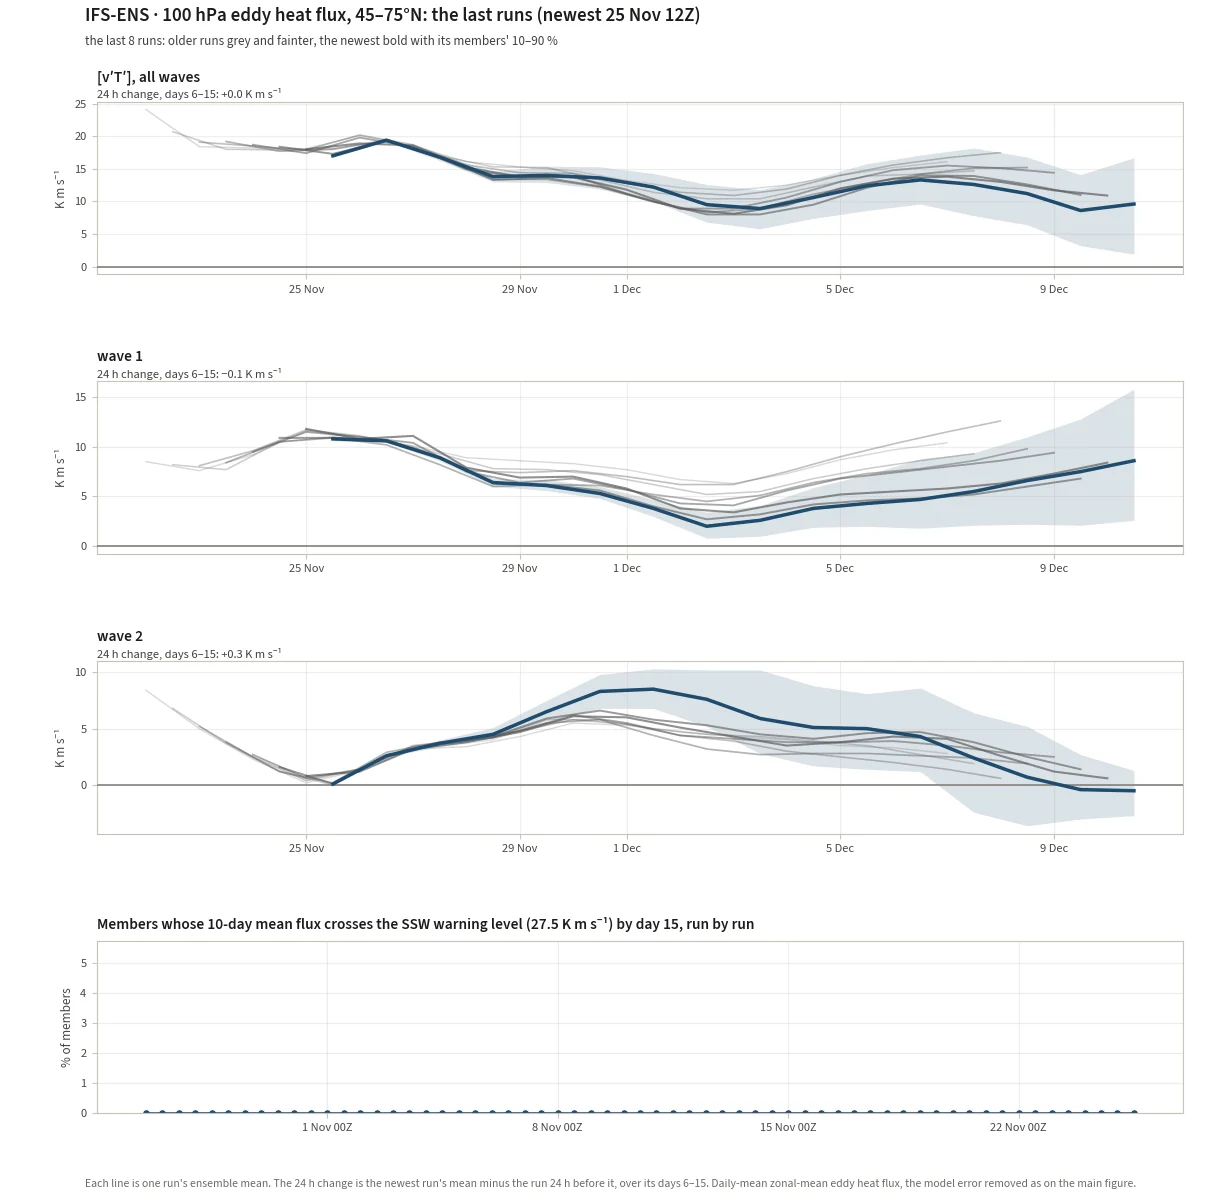 IFS-ENS · 100 hPa eddy heat flux, 45–75°N: the last runs (newest 25 Nov 12Z)
the last 8 runs: older runs grey and fainter, the newest bold with its members' 10–90 %
[v′T′], all waves
24 h change, days 6–15: +0.0 K m s⁻¹
25
20
15
10
5
0
K m s⁻¹
25 Nov
29 Nov
1 Dec
5 Dec
9 Dec
wave 1
24 h change, days 6–15: −0.1 K m s⁻¹
15
10
5
0
K m s⁻¹
25 Nov
29 Nov
1 Dec
5 Dec
9 Dec
wave 2
24 h change, days 6–15: +0.3 K m s⁻¹
10
5
0
K m s⁻¹
25 Nov
29 Nov
1 Dec
5 Dec
9 Dec
Members whose 10-day mean flux crosses the SSW warning level (27.5 K m s⁻¹) by day 15, run by run
5
4
3
2
1
0
% of members
1 Nov 00Z
8 Nov 00Z
15 Nov 00Z
22 Nov 00Z
Each line is one run's ensemble mean. The 24 h change is the newest run's mean minus the run 24 h before it, over its days 6–15. Daily-mean zonal-mean eddy heat flux, the model error removed as on the main figure.